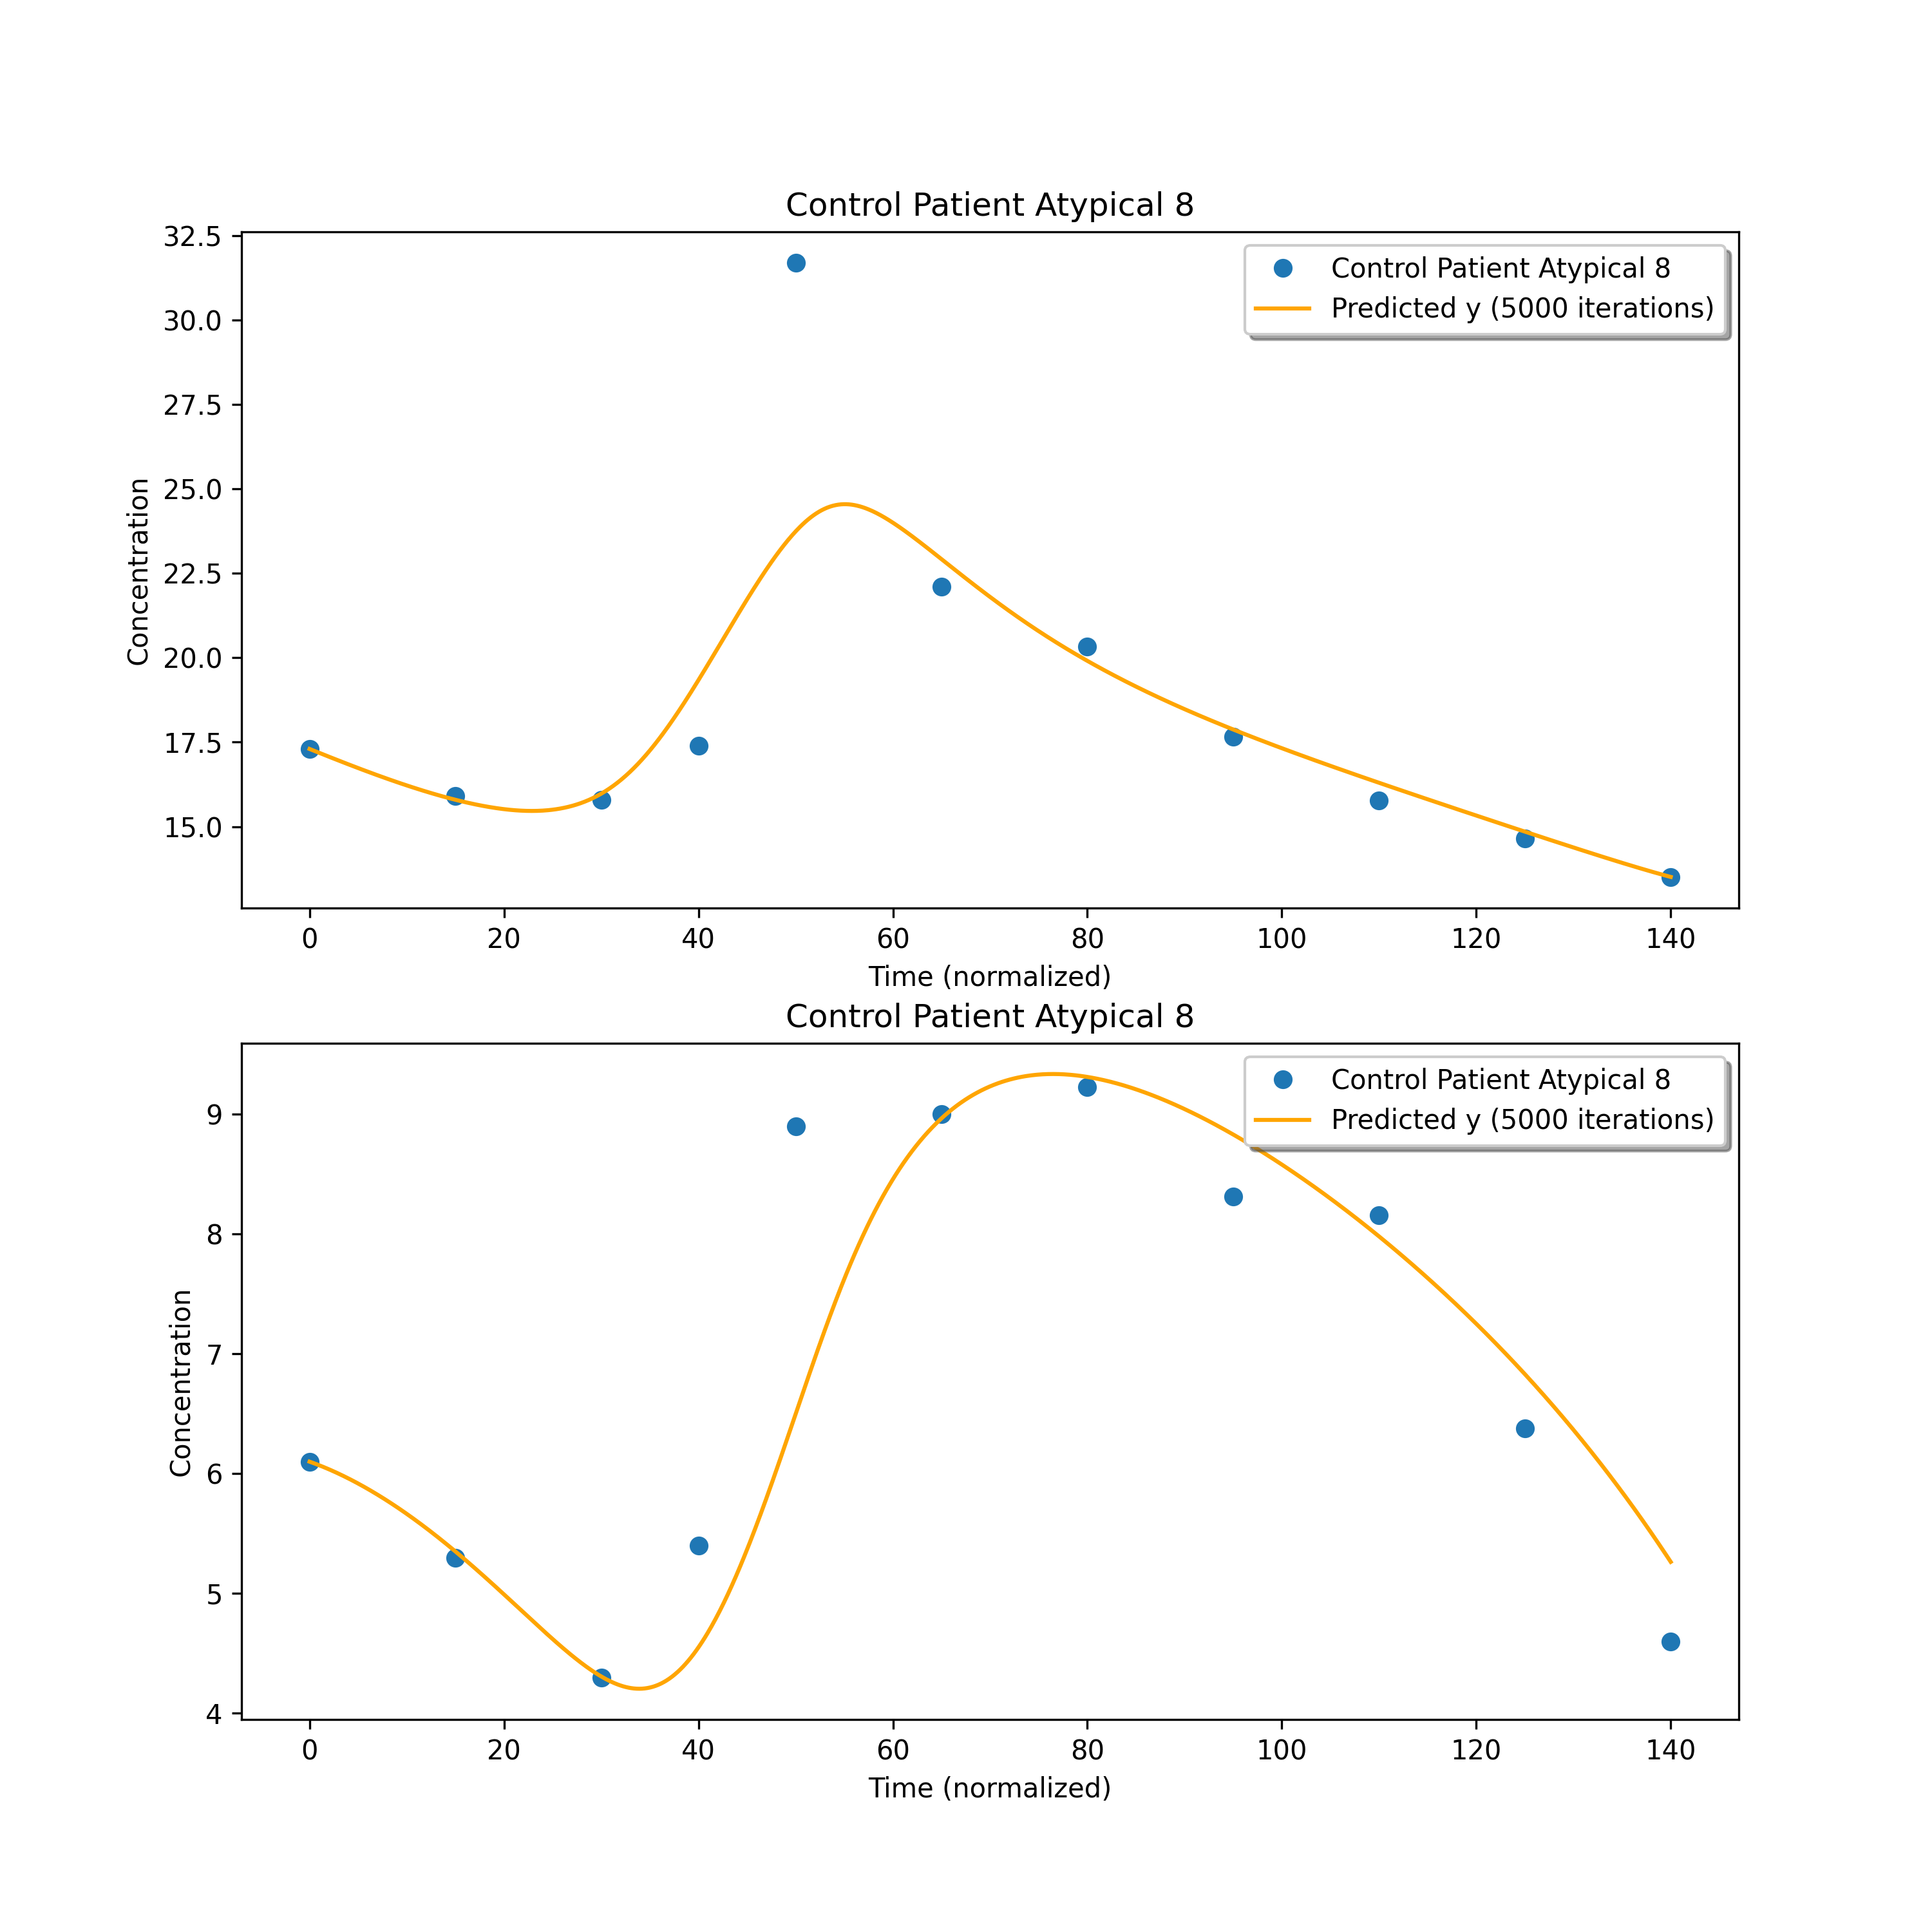 Control Patient Atypical 8
32.5
30.0
27.5
25.0
22.5
20.0
17.5
15.0
Concentration
Control Patient Atypical 8
Predicted y (5000 iterations)
0 20 40 60 80 100 120 140
Time (normalized)
Control Patient Atypical 8
9
8
7
6
5
4
Concentration
Control Patient Atypical 8
Predicted y (5000 iterations)
0 20 40 60 80 100 120 140
Time (normalized)